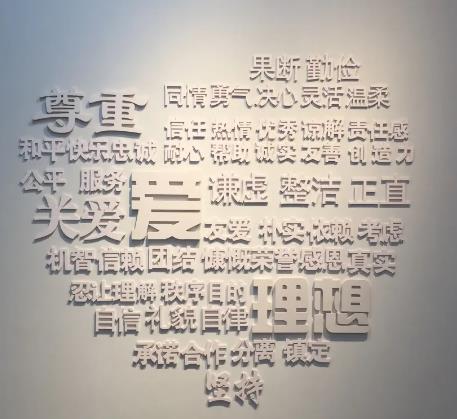 果断 勤俭
尊重 同情 勇气 决心 灵活 温柔
信任 热情 优秀 谅解 责任感
和平 快乐 忠诚 耐心 帮助 诚实 友善 创造力
公平 服务 爱 谦虚 整洁 正直
关爱 友爱 朴实 依赖 考虑
机智 信赖 团结 慷慨 荣誉 感恩 真实
忍让 理解 秩序 目的 理想
自信 礼貌 自律
承诺 合作 分离 镇定
坚持